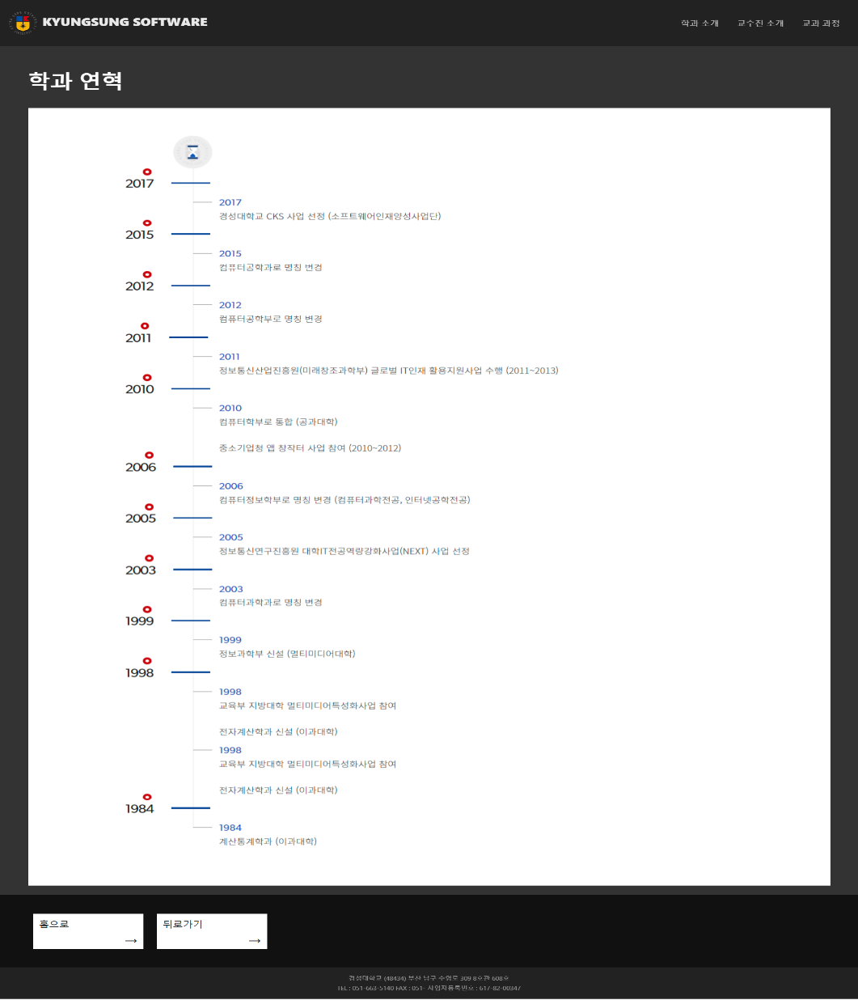 KYUNGSUNG SOFTWARE
학과 소개 교수진 소개 교과 과정
학과 연혁
2017
2017
경성대학교 CKS 사업 선정 (소프트웨어인재양성사업단)
2015
2015
컴퓨터공학과로 명칭 변경
2012
2012
컴퓨터공학부로 명칭 변경
2011
2011
정보통신산업진흥원(미래창조과학부) 글로벌 IT인재 활용지원사업 수행 (2011~2013)
2010
2010
컴퓨터학부로 통합 (공과대학)
중소기업청 앱 창작터 사업 참여 (2010~2012)
2006
2006
컴퓨터정보학부로 명칭 변경 (컴퓨터과학전공, 인터넷공학전공)
2005
2005
정보통신연구진흥원 대학IT전공역량강화사업(NEXT) 사업 선정
2003
2003
컴퓨터과학과로 명칭 변경
1999
1999
정보과학부 신설 (멀티미디어대학)
1998
1998
교육부 지방대학 멀티미디어특성화사업 참여
전자계산학과 신설 (이과대학)
1998
교육부 지방대학 멀티미디어특성화사업 참여
전자계산학과 신설 (이과대학)
1984
1984
계산통계학과 (이과대학)
홈으로 뒤로가기
경성대학교 (48434) 부산 남구 수영로 309 8호관 608호
TEL : 051-663-5140 FAX : 051- 사업자등록번호 : 617-82-00347